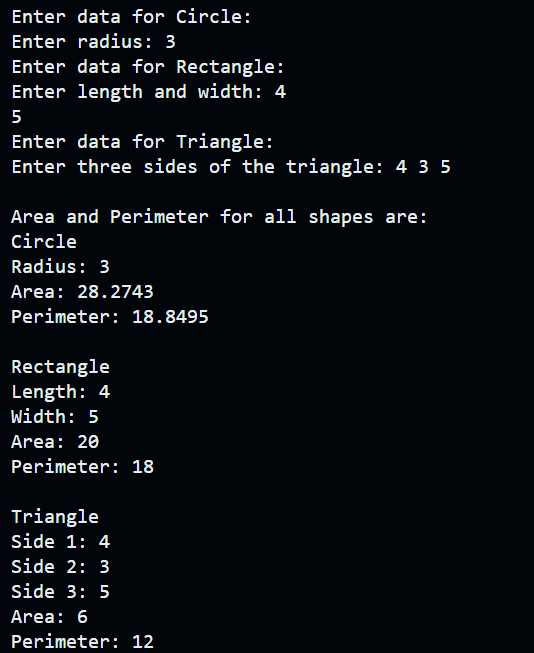 Enter data for Circle:
Enter radius: 3
Enter data for Rectangle:
Enter length and width: 4
5
Enter data for Triangle:
Enter three sides of the triangle: 4 3 5

Area and Perimeter for all shapes are:
Circle
Radius: 3
Area: 28.2743
Perimeter: 18.8495

Rectangle
Length: 4
Width: 5
Area: 20
Perimeter: 18

Triangle
Side 1: 4
Side 2: 3
Side 3: 5
Area: 6
Perimeter: 12